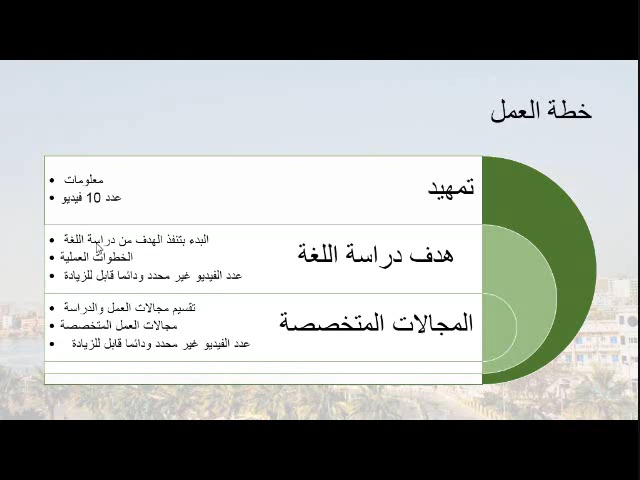 خطة العمل
تمهيد
معلومات
عدد 10 فيديو
هدف دراسة اللغة
البدء بتنفذ الهدف من دراسة اللغة
الخطوات العملية
عدد الفيديو غير محدد ودائما قابل للزيادة
المجالات المتخصصة
تقسيم مجالات العمل والدراسة
مجالات العمل المتخصصة
عدد الفيديو غير محدد ودائما قابل للزيادة